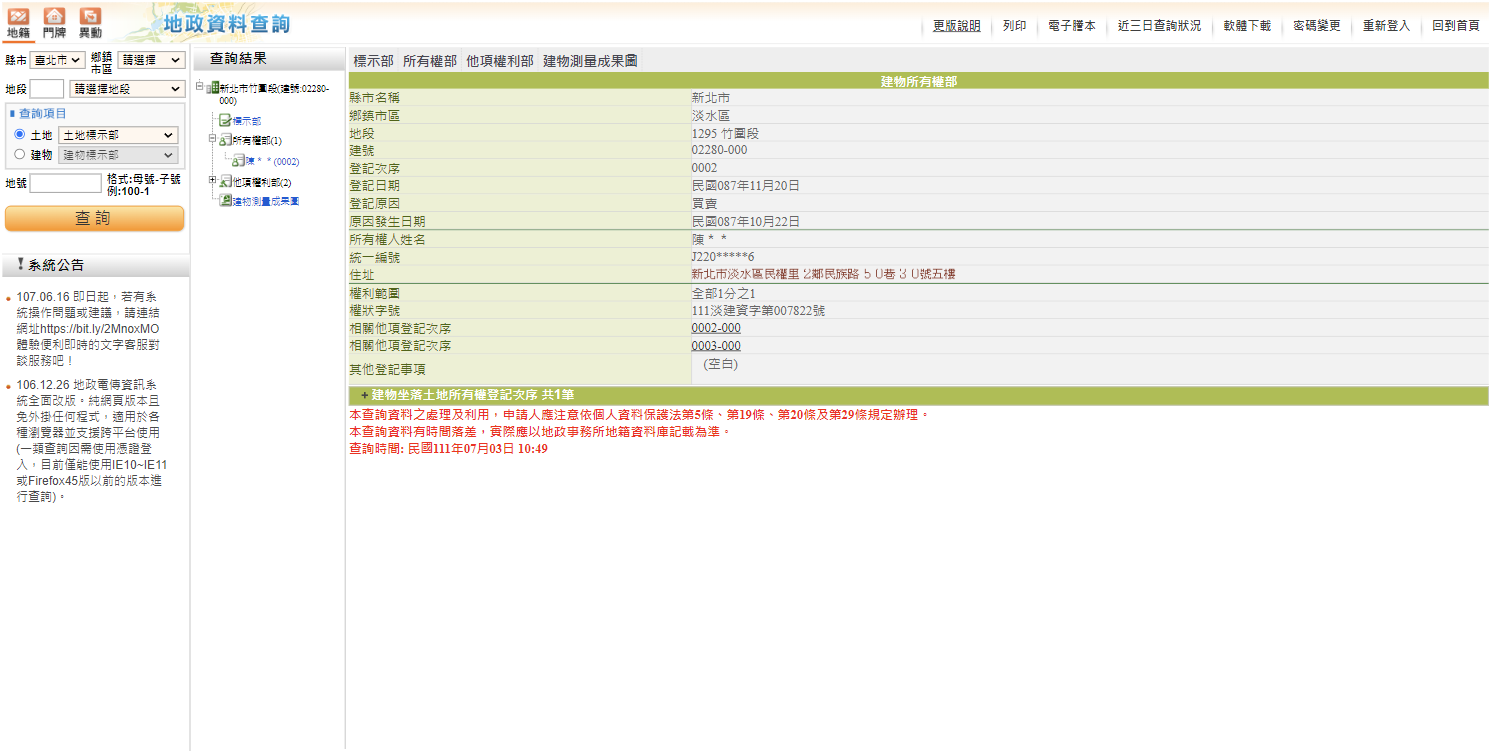 地籍 門牌 異動
地政資料查詢
更版說明 列印 電子謄本 近三日查詢狀況 軟體下載 密碼變更 重新登入 回到首頁
縣市 臺北市 鄉鎮市區 請選擇
地段 請選擇地段
查詢項目
土地 土地標示部
建物 建物標示部
地號 格式:母號-子號
例:100-1
查 詢
系統公告
107.06.16 即日起，若有系
統操作問題或建議，請連結
網址https://bit.ly/2MnoxMO
體驗便利即時的文字客服對
談服務吧！
106.12.26 地政電傳資訊系
統全面改版。純網頁版本且
免外掛任何程式，適用於各
種瀏覽器並支援跨平台使用
(一類查詢因需使用憑證登
入，目前僅能使用IE10~IE11
或Firefox45版以前的版本進
行查詢)。
查詢結果
新北市竹圍段(建號:02280-
000)
標示部
所有權部(1)
陳＊＊(0002)
他項權利部(2)
建物測量成果圖
標示部 所有權部 他項權利部 建物測量成果圖
建物所有權部
縣市名稱 新北市
鄉鎮市區 淡水區
地段 1295 竹圍段
建號 02280-000
登記次序 0002
登記日期 民國087年11月20日
登記原因 買賣
原因發生日期 民國087年10月22日
所有權人姓名 陳＊＊
統一編號 J220*****6
住址 新北市淡水區民權里２鄰民族路５０巷３０號五樓
權利範圍 全部1分之1
權狀字號 111淡建資字第007822號
相關他項登記次序 0002-000
相關他項登記次序 0003-000
其他登記事項 (空白)
+ 建物坐落土地所有權登記次序 共1筆
本查詢資料之處理及利用，申請人應注意依個人資料保護法第5條、第19條、第20條及第29條規定辦理。
本查詢資料有時間落差，實際應以地政事務所地籍資料庫記載為準。
查詢時間: 民國111年07月03日 10:49